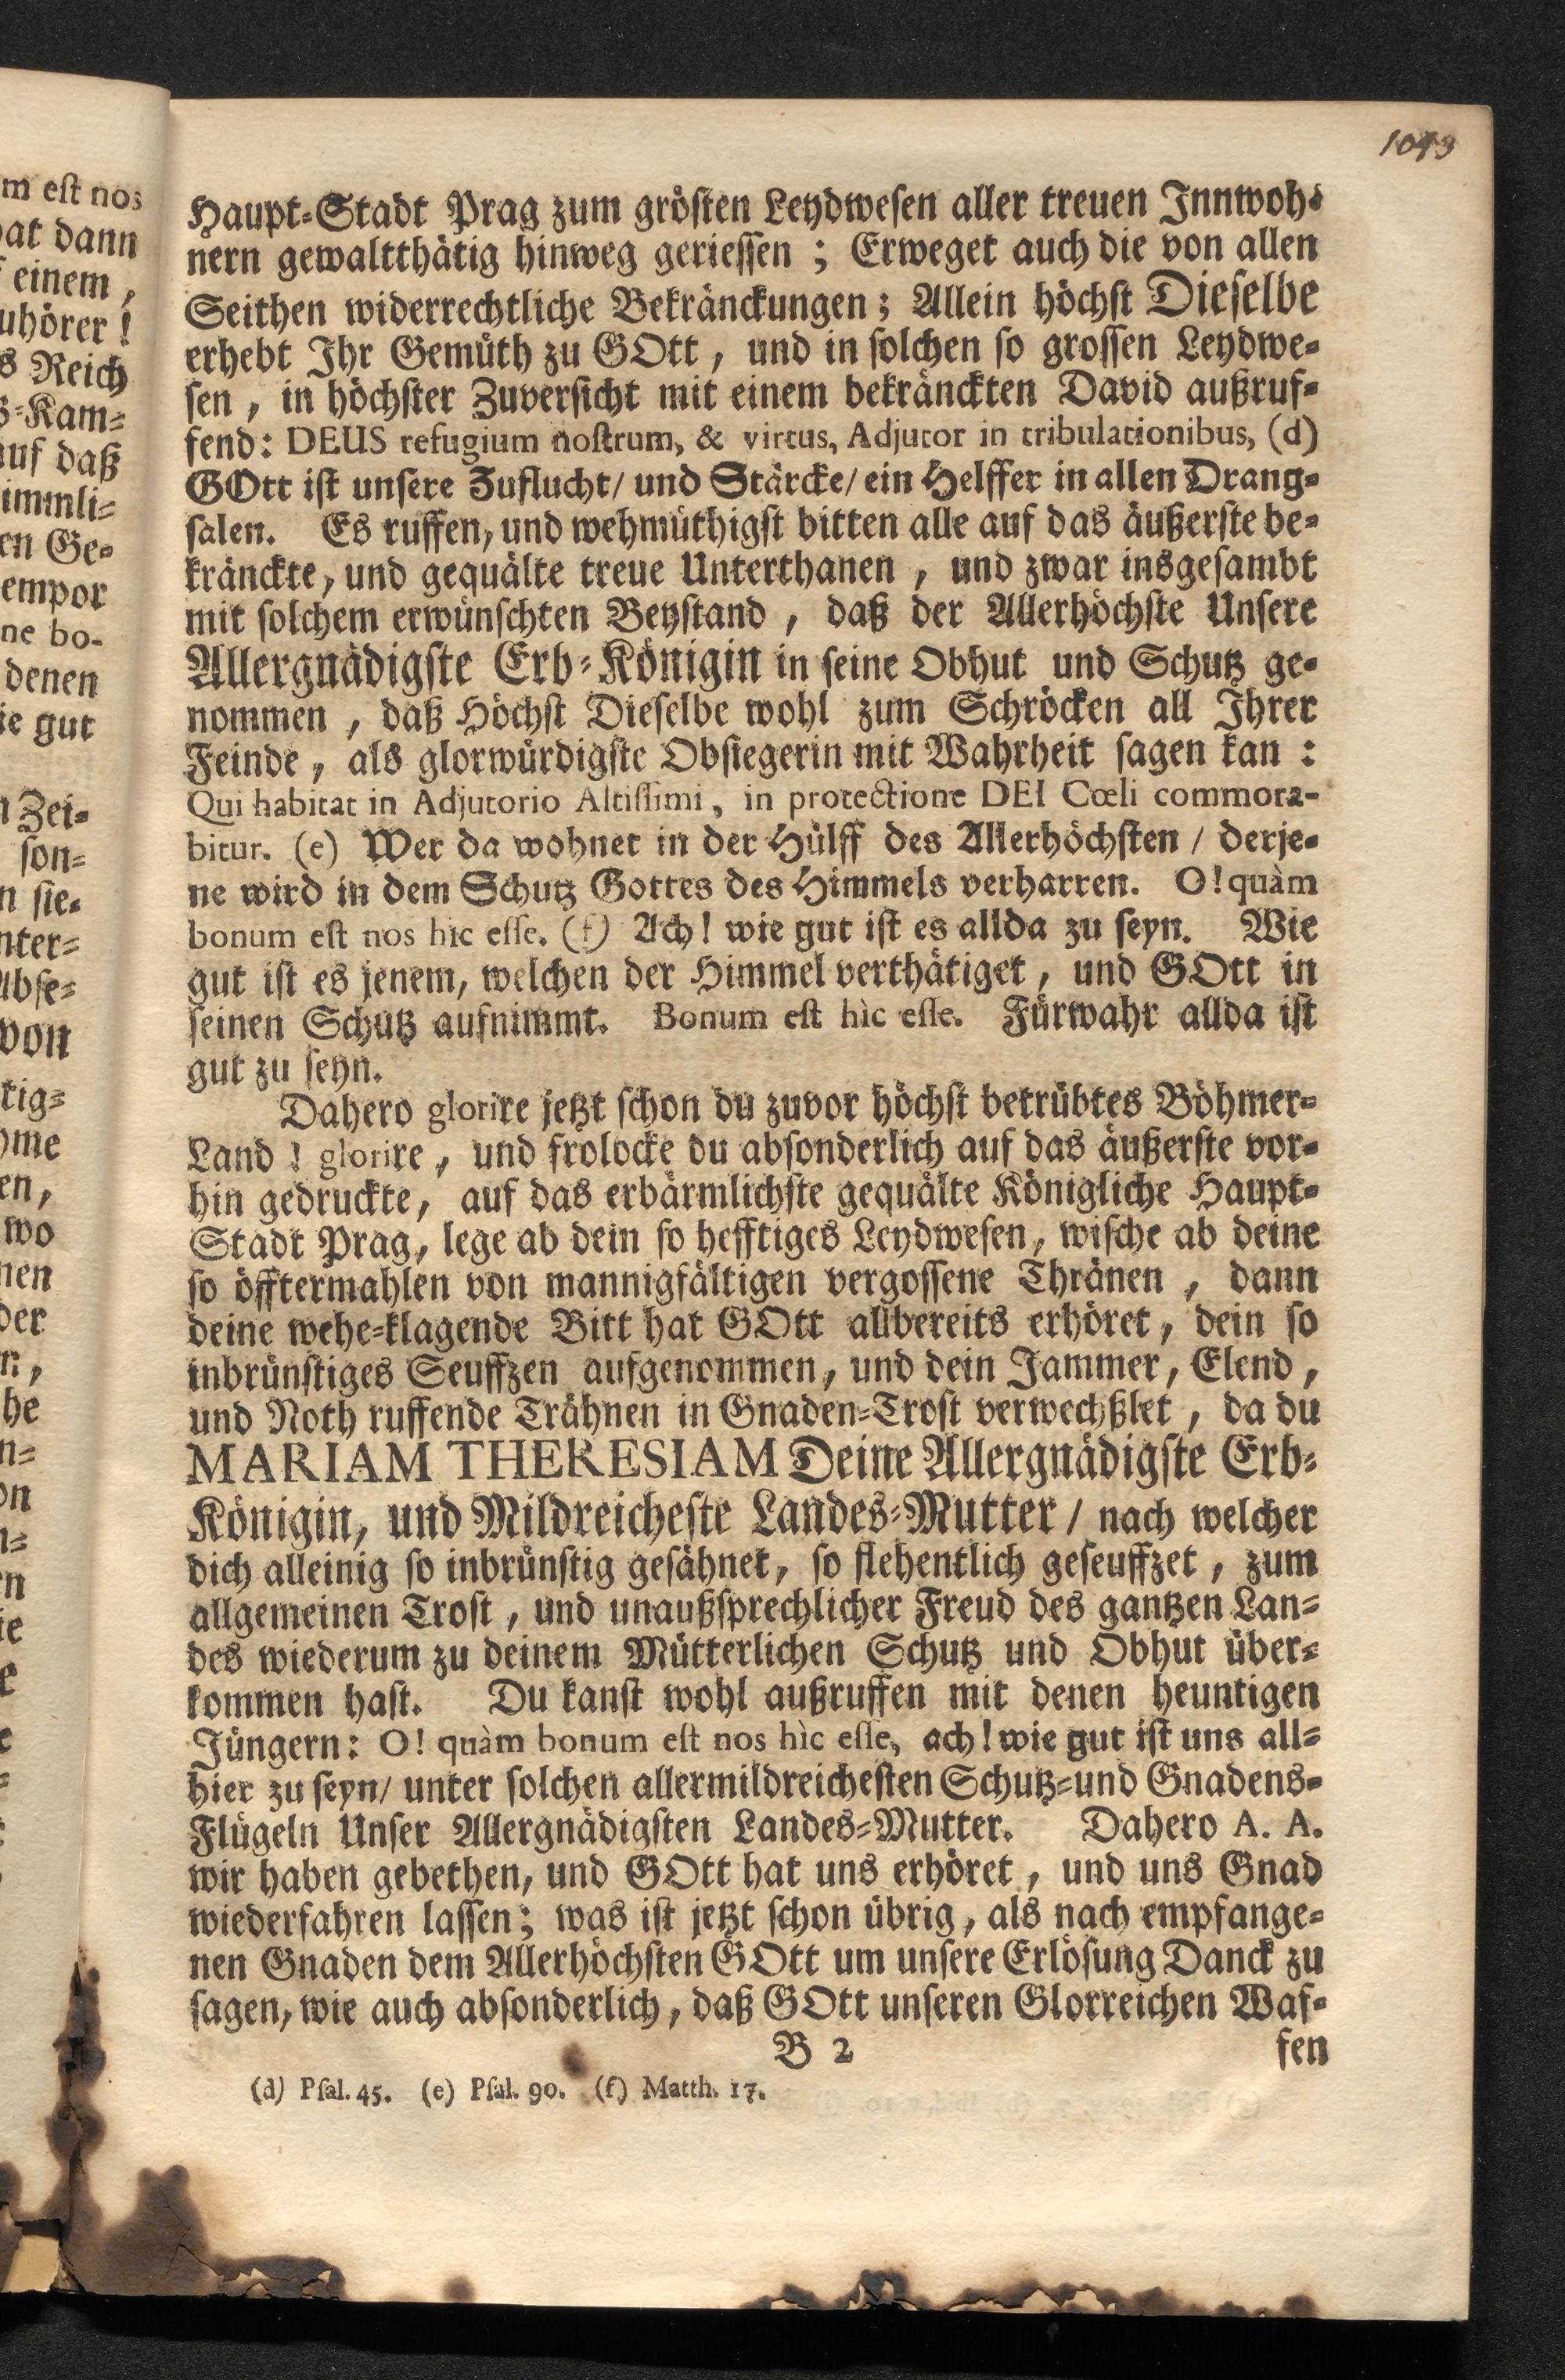 1043
Haupt-Stadt Prag zum grösten Leydwesen aller treuen Innwoh-
nern gewaltthätig hinweg geriessen ; Erweget auch die von allen
Seithen widerrechtliche Bekränckungen; Allein höchst Dieselbe
erhebt Ihr Gemüth zu GOtt , und in solchen so grossen Leydwe-
sen , in höchster Zuversicht mit einem bekränckten David außruf-
fend: DEUS refugium nostrum, & virtus, Adjutor in tribulationibus, (d)
GOtt ist unsere Zuflucht/ und Stärcke/ ein Helffer in allen Drang-
salen. Es ruffen, und wehmüthigst bitten alle auf das äußerste be-
kränckte, und gequälte treue Unterthanen , und zwar insgesambt
mit solchem erwünschten Beystand , daß der Allerhöchste Unsere
Allergnädigste Erb-Königin in seine Obhut und Schutz ge-
nommen , daß Höchst Dieselbe wohl zum Schröcken all Ihrer
Feinde , als glorwürdigste Obsiegerin mit Wahrheit sagen kan :
Qui habitat in Adjutorio Altissimi, in protectione DEI Cœli commora-
bitur. (e) Wer da wohnet in der Hülff des Allerhöchsten / derje-
ne wird in dem Schutz Gottes des Himmels verharren. O! quàm
bonum est nos hic esse. (f) Ach! wie gut ist es allda zu seyn. Wie
gut ist es jenem, welchen der Himmel verthätiget , und GOtt in
seinen Schutz aufnimmt. Bonum est hìc esse. Fürwahr allda ist
gut zu seyn.
Dahero glorire jetzt schon du zuvor höchst betrübtes Böhmer-
Land ! glorire , und frolocke du absonderlich auf das äußerste vor-
hin gedruckte, auf das erbärmlichste gequälte Königliche Haupt-
Stadt Prag, lege ab dein so hefftiges Leydwesen, wische ab deine
so öfftermahlen von mannigfältigen vergossene Thränen , dann
deine wehe-klagende Bitt hat GOtt allbereits erhöret, dein so
inbrünstiges Seuffzen aufgenommen, und dein Jammer, Elend ,
und Noth ruffende Trähnen in Gnaden-Trost verwechßlet , da du
MARIAM THERESIAM Deine Allergnädigste Erb-
Königin, und Mildreicheste Landes-Mutter / nach welcher
dich alleinig so inbrünstig gesähnet, so flehentlich geseuffzet , zum
allgemeinen Trost , und unaußsprechlicher Freud des gantzen Lan-
des wiederum zu deinem Mütterlichen Schutz und Obhut über-
kommen hast. Du kanst wohl außruffen mit denen heuntigen
Jüngern: O! quàm bonum est nos hìc esse, ach! wie gut ist uns all-
hier zu seyn/ unter solchen allermildreichesten Schutz-und Gnadens-
Flügeln Unser Allergnädigsten Landes-Mutter. Dahero A. A.
wir haben gebethen, und GOtt hat uns erhöret , und uns Gnad
wiederfahren lassen; was ist jetzt schon übrig, als nach empfange-
nen Gnaden dem Allerhöchsten GOtt um unsere Erlösung Danck zu
sagen, wie auch absonderlich, daß GOtt unseren Glorreichen Waf-
B 2 fen
(d) Psal. 45. (e) Psal. 90. (f) Matth. 17.